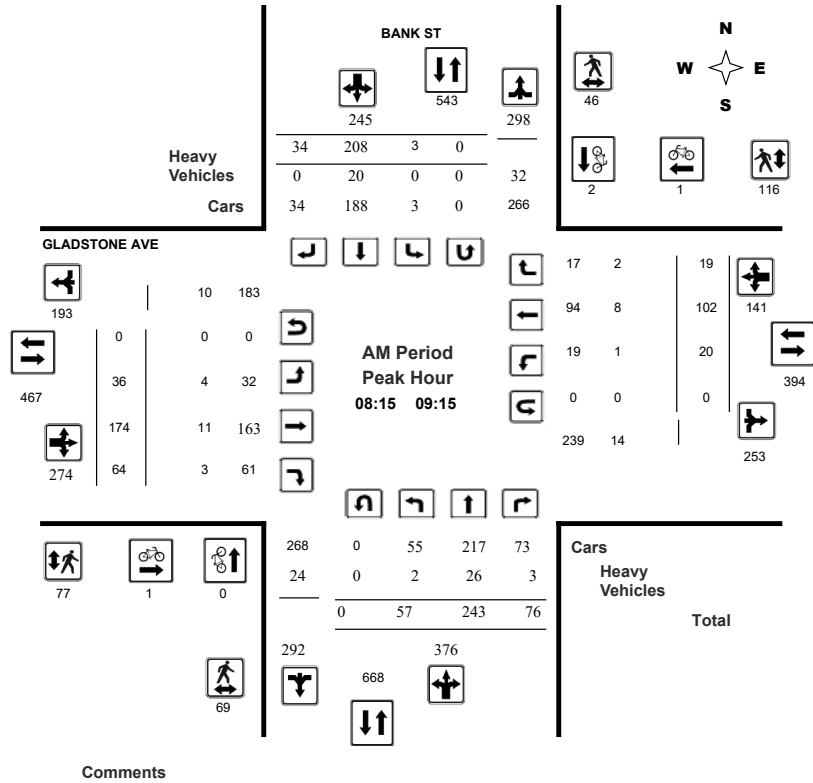 BANK ST
N
W E
S
543
46
245
298
34 208 3 0
Heavy
Vehicles
0 20 0 0 32
2 1 116
Cars
34 188 3 0 266
GLADSTONE AVE
17 2 19
193
10 183
141
94 8 102
0 0 0
AM Period
Peak Hour
08:15 09:15
19 1 20
467
36 4 32
394
0 0 0
174 11 163
239 14
253
274
64 3 61
268 0 55 217 73
Cars
24 0 2 26 3
Heavy
Vehicles
77 1 0
0 57 243 76
Total
292 376
668
69
Comments